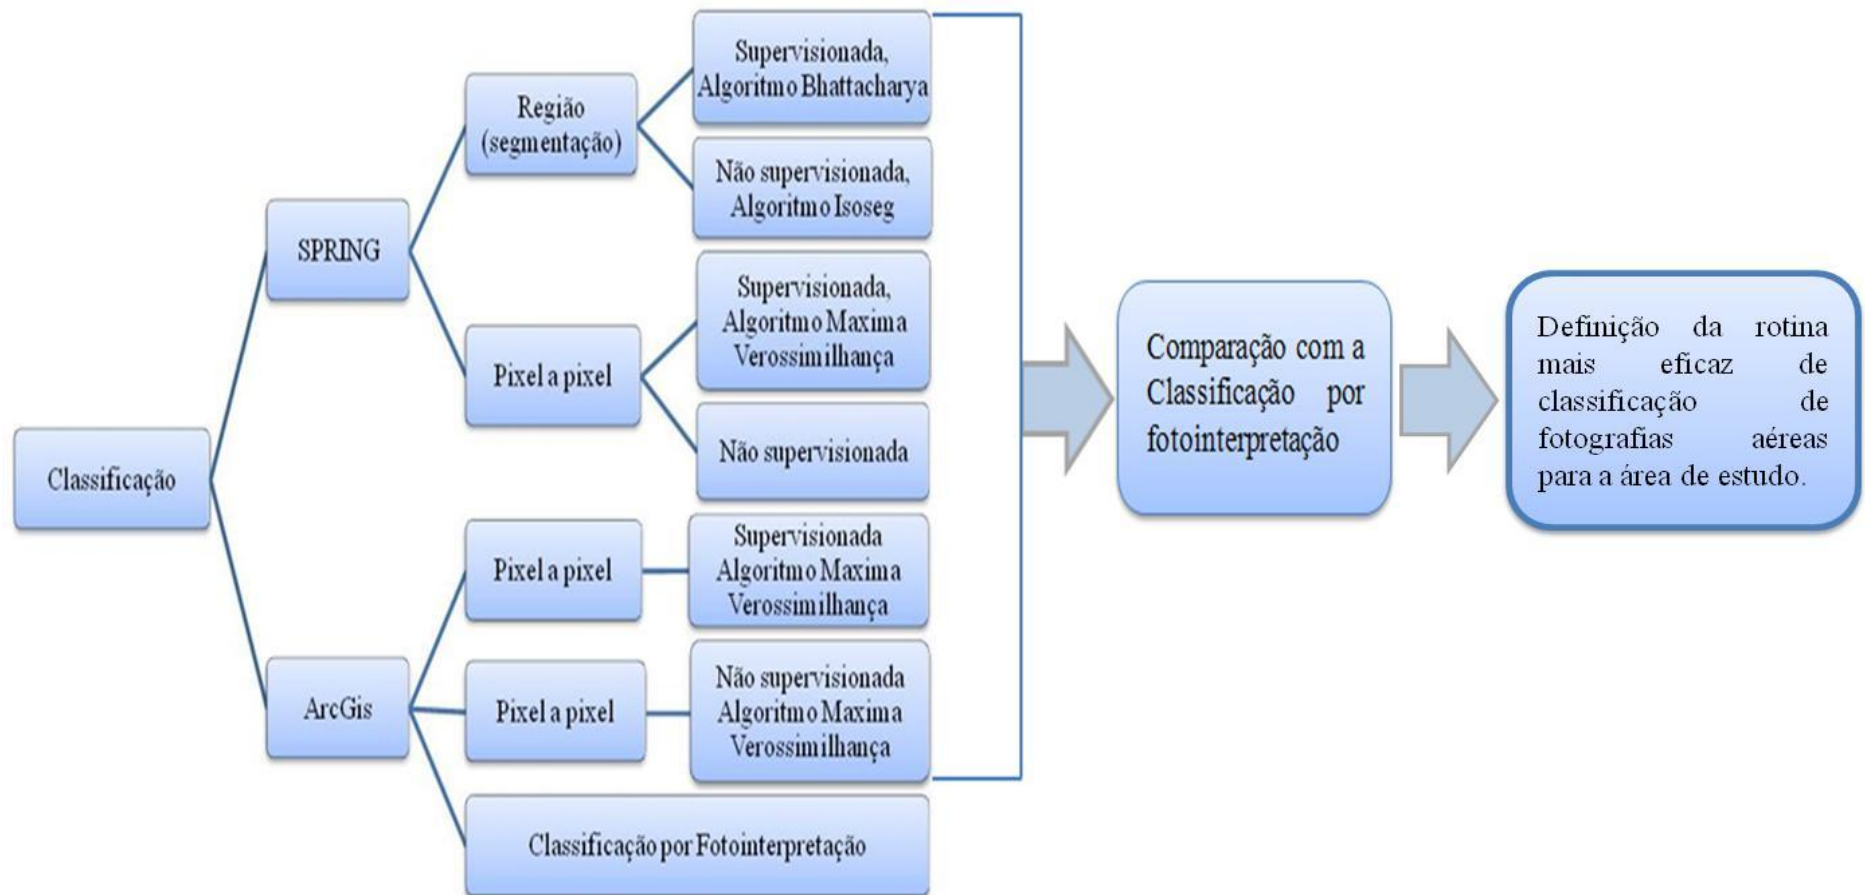 Classificação
SPRING
Região
(segmentação)
Supervisionada,
Algoritmo Bhattacharya
Não supervisionada,
Algoritmo Isoseg
Pixel a pixel
Supervisionada,
Algoritmo Maxima
Verossimilhança
Não supervisionada
ArcGis
Pixel a pixel
Supervisionada
Algoritmo Maxima
Verossimilhança
Pixel a pixel
Não supervisionada
Algoritmo Maxima
Verossimilhança
Classificação por Fotointerpretação
Comparação com a
Classificação por
fotointerpretação
Definição da rotina
mais eficaz de
classificação de
fotografias aéreas
para a área de estudo.